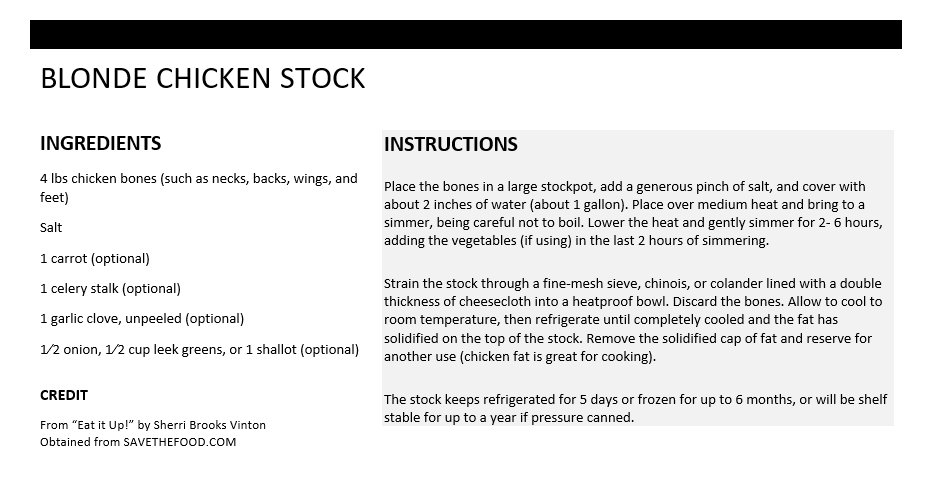 BLONDE CHICKEN STOCK
INGREDIENTS
4 lbs chicken bones (such as necks, backs, wings, and
feet)
Salt
1 carrot (optional)
1 celery stalk (optional)
1 garlic clove, unpeeled (optional)
1⁄2 onion, 1⁄2 cup leek greens, or 1 shallot (optional)
CREDIT
From “Eat it Up!” by Sherri Brooks Vinton
Obtained from SAVETHEFOOD.COM
INSTRUCTIONS
Place the bones in a large stockpot, add a generous pinch of salt, and cover with
about 2 inches of water (about 1 gallon). Place over medium heat and bring to a
simmer, being careful not to boil. Lower the heat and gently simmer for 2- 6 hours,
adding the vegetables (if using) in the last 2 hours of simmering.
Strain the stock through a fine-mesh sieve, chinois, or colander lined with a double
thickness of cheesecloth into a heatproof bowl. Discard the bones. Allow to cool to
room temperature, then refrigerate until completely cooled and the fat has
solidified on the top of the stock. Remove the solidified cap of fat and reserve for
another use (chicken fat is great for cooking).
The stock keeps refrigerated for 5 days or frozen for up to 6 months, or will be shelf
stable for up to a year if pressure canned.